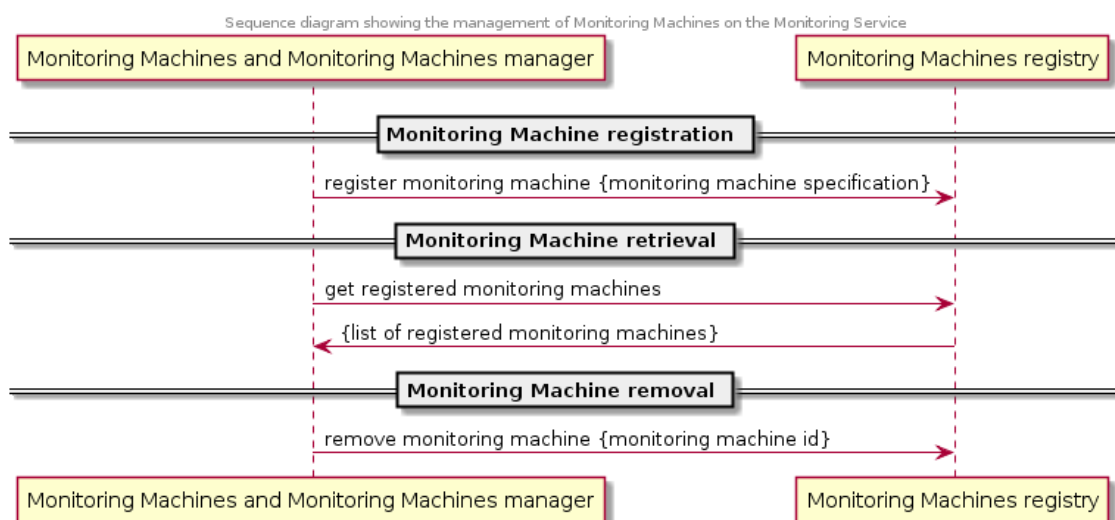 Sequence diagram showing the management of Monitoring Machines on the Monitoring Service
Monitoring Machines and Monitoring Machines manager
Monitoring Machines registry
Monitoring Machine registration
register monitoring machine {monitoring machine specification}
Monitoring Machine retrieval
get registered monitoring machines
{list of registered monitoring machines}
Monitoring Machine removal
remove monitoring machine {monitoring machine id}
Monitoring Machines and Monitoring Machines manager
Monitoring Machines registry